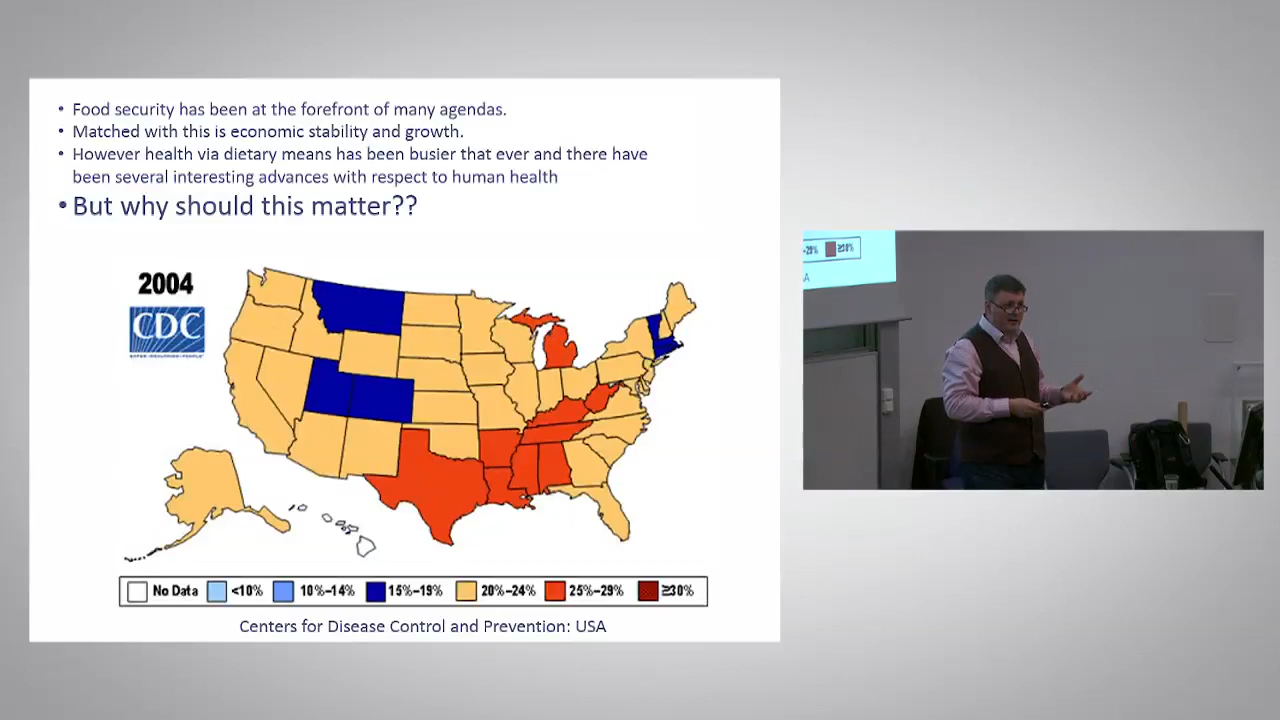 • Food security has been at the forefront of many agendas.
• Matched with this is economic stability and growth.
• However health via dietary means has been busier that ever and there have
been several interesting advances with respect to human health
• But why should this matter??
2004
CDC
No Data <10% 10%–14% 15%–19% 20%–24% 25%–29% ≥30%
Centers for Disease Control and Prevention: USA
≥30%
A